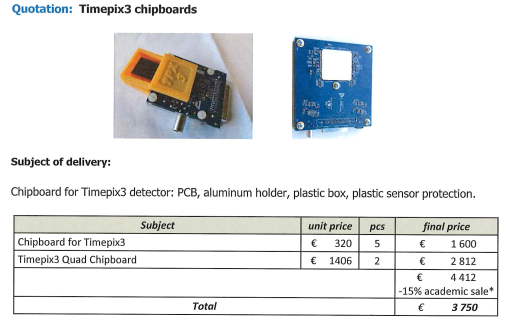 Quotation: Timepix3 chipboards
Subject of delivery:
Chipboard for Timepix3 detector: PCB, aluminum holder, plastic box, plastic sensor protection.
Subject unit price pcs final price
Chipboard for Timepix3 € 320 5 € 1 600
Timepix3 Quad Chipboard € 1406 2 € 2 812
€ 4 412
-15% academic sale*
Total € 3 750